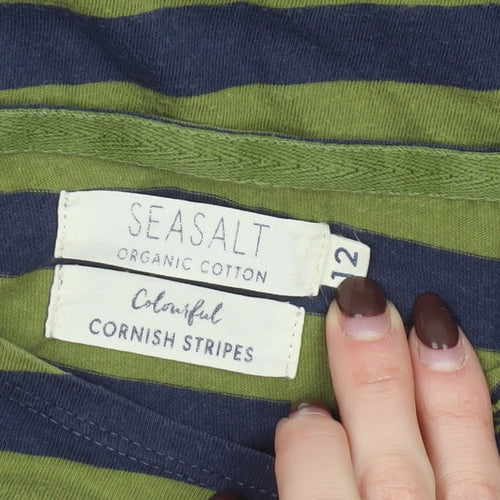 SEASALT
ORGANIC COTTON
12
Colourful
CORNISH STRIPES